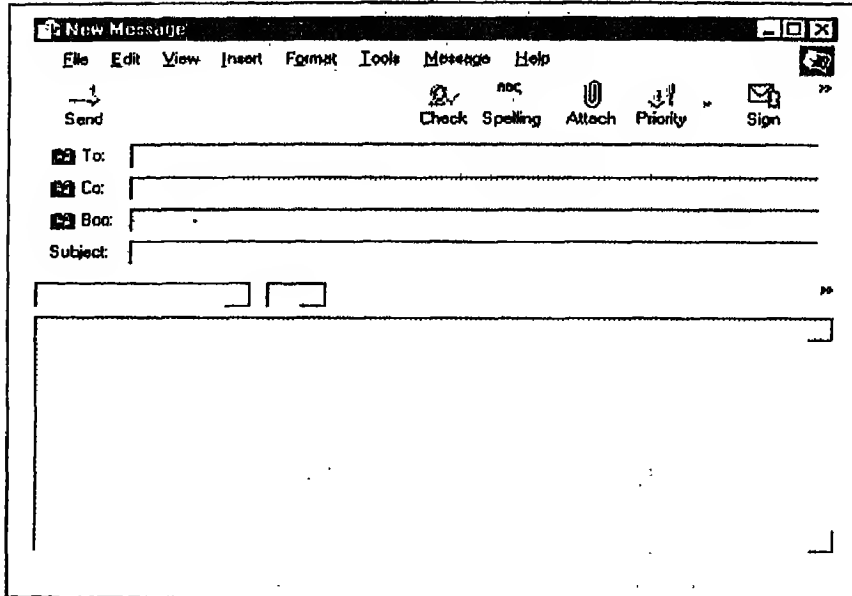 New Message
File Edit View Insert Format Tools Message Help
Send Check Spelling Attach Priority » Sign »
To:
Cc:
Bcc:
Subject:
»